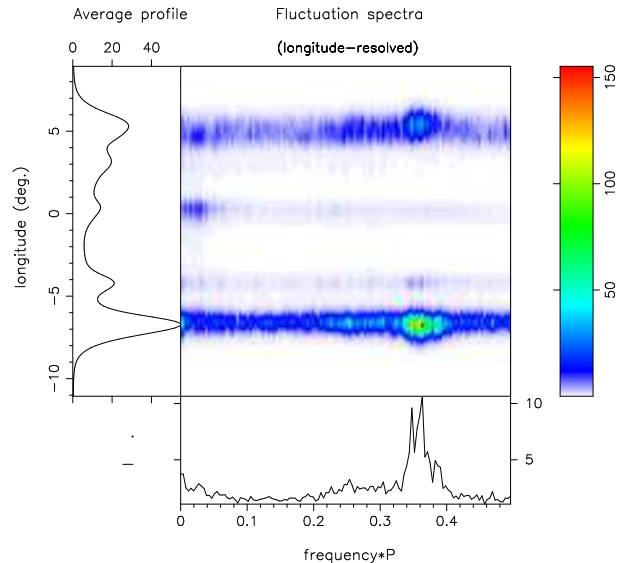 Average profile
Fluctuation spectra
(longitude-resolved)
0 20 40
longitude (deg.)
5
0
−5
−10
150
100
50
10
5
0 0.1 0.2 0.3 0.4
frequency*P